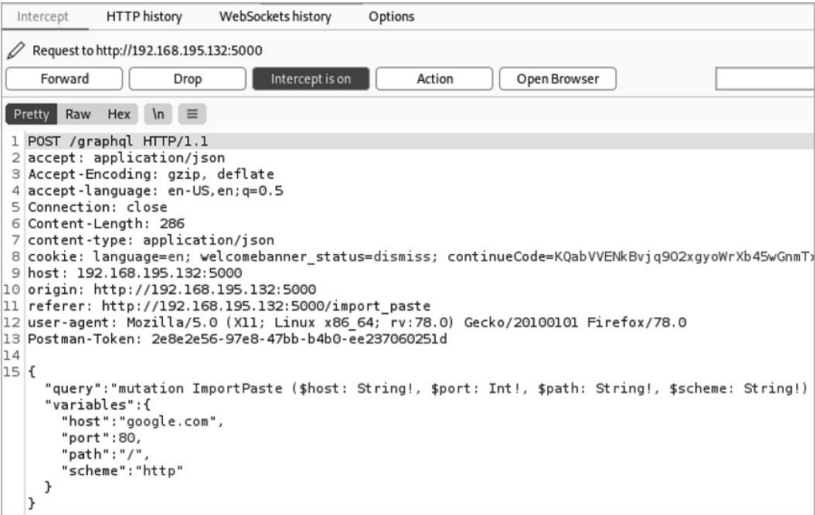 Intercept HTTP history WebSockets history Options
Request to http://192.168.195.132:5000
Forward Drop Intercept is on Action Open Browser
Pretty Raw Hex \n
1 POST /graphql HTTP/1.1
2 accept: application/json
3 Accept-Encoding: gzip, deflate
4 accept-language: en-US,en;q=0.5
5 Connection: close
6 Content-Length: 286
7 content-type: application/json
8 cookie: language=en; welcomebanner_status=dismiss; continueCode=KQabVVENkBvjq9O2xgyoWrXb45wGnmTx
9 host: 192.168.195.132:5000
10 origin: http://192.168.195.132:5000
11 referer: http://192.168.195.132:5000/import_paste
12 user-agent: Mozilla/5.0 (X11; Linux x86_64; rv:78.0) Gecko/20100101 Firefox/78.0
13 Postman-Token: 2e8e2e56-97e8-47bb-b4b0-ee237060251d
14
15 {
"query":"mutation ImportPaste ($host: String!, $port: Int!, $path: String!, $scheme: String!)
"variables":{
"host":"google.com",
"port":80,
"path":"/",
"scheme":"http"
}
}